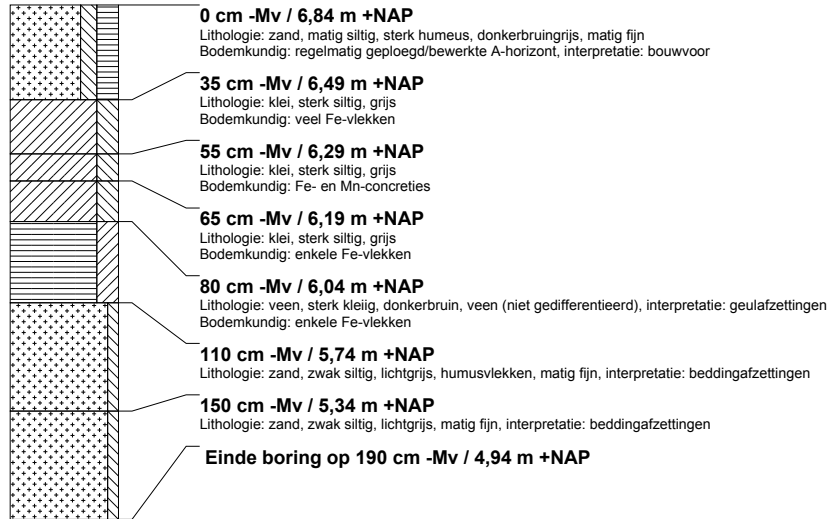 0 cm -Mv / 6,84 m +NAP
Lithologie: zand, matig siltig, sterk humeus, donkerbruingrijs, matig fijn
Bodemkundig: regelmatig geploegd/bewerkte A-horizont, interpretatie: bouwvoor
35 cm -Mv / 6,49 m +NAP
Lithologie: klei, sterk siltig, grijs
Bodemkundig: veel Fe-vlekken
55 cm -Mv / 6,29 m +NAP
Lithologie: klei, sterk siltig, grijs
Bodemkundig: Fe- en Mn-concreties
65 cm -Mv / 6,19 m +NAP
Lithologie: klei, sterk siltig, grijs
Bodemkundig: enkele Fe-vlekken
80 cm -Mv / 6,04 m +NAP
Lithologie: veen, sterk kleiig, donkerbruin, veen (niet gedifferentieerd), interpretatie: geulafzettingen
Bodemkundig: enkele Fe-vlekken
110 cm -Mv / 5,74 m +NAP
Lithologie: zand, zwak siltig, lichtgrijs, humusvlekken, matig fijn, interpretatie: beddingafzettingen
150 cm -Mv / 5,34 m +NAP
Lithologie: zand, zwak siltig, lichtgrijs, matig fijn, interpretatie: beddingafzettingen
Einde boring op 190 cm -Mv / 4,94 m +NAP